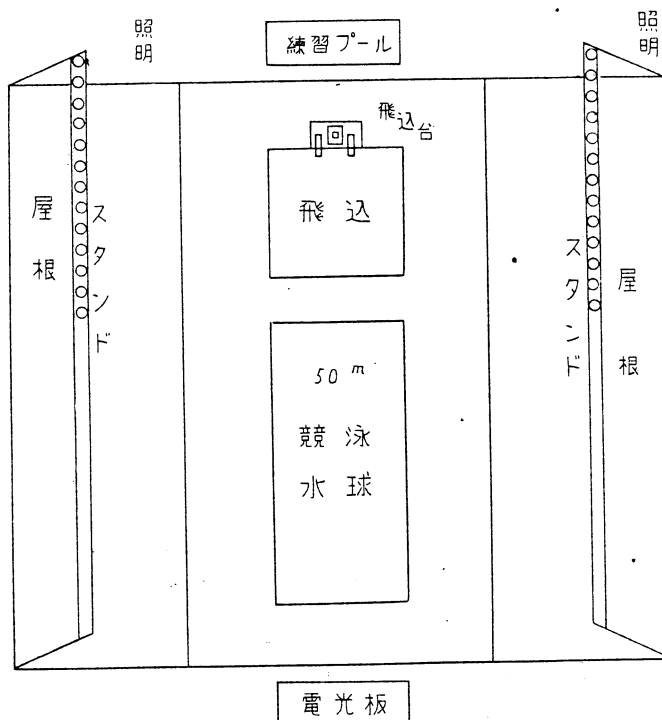 照明
練習プール
照明
飛込台
飛込
屋根
スタンド
スタンド
屋根
50m
競泳
水球
電光板